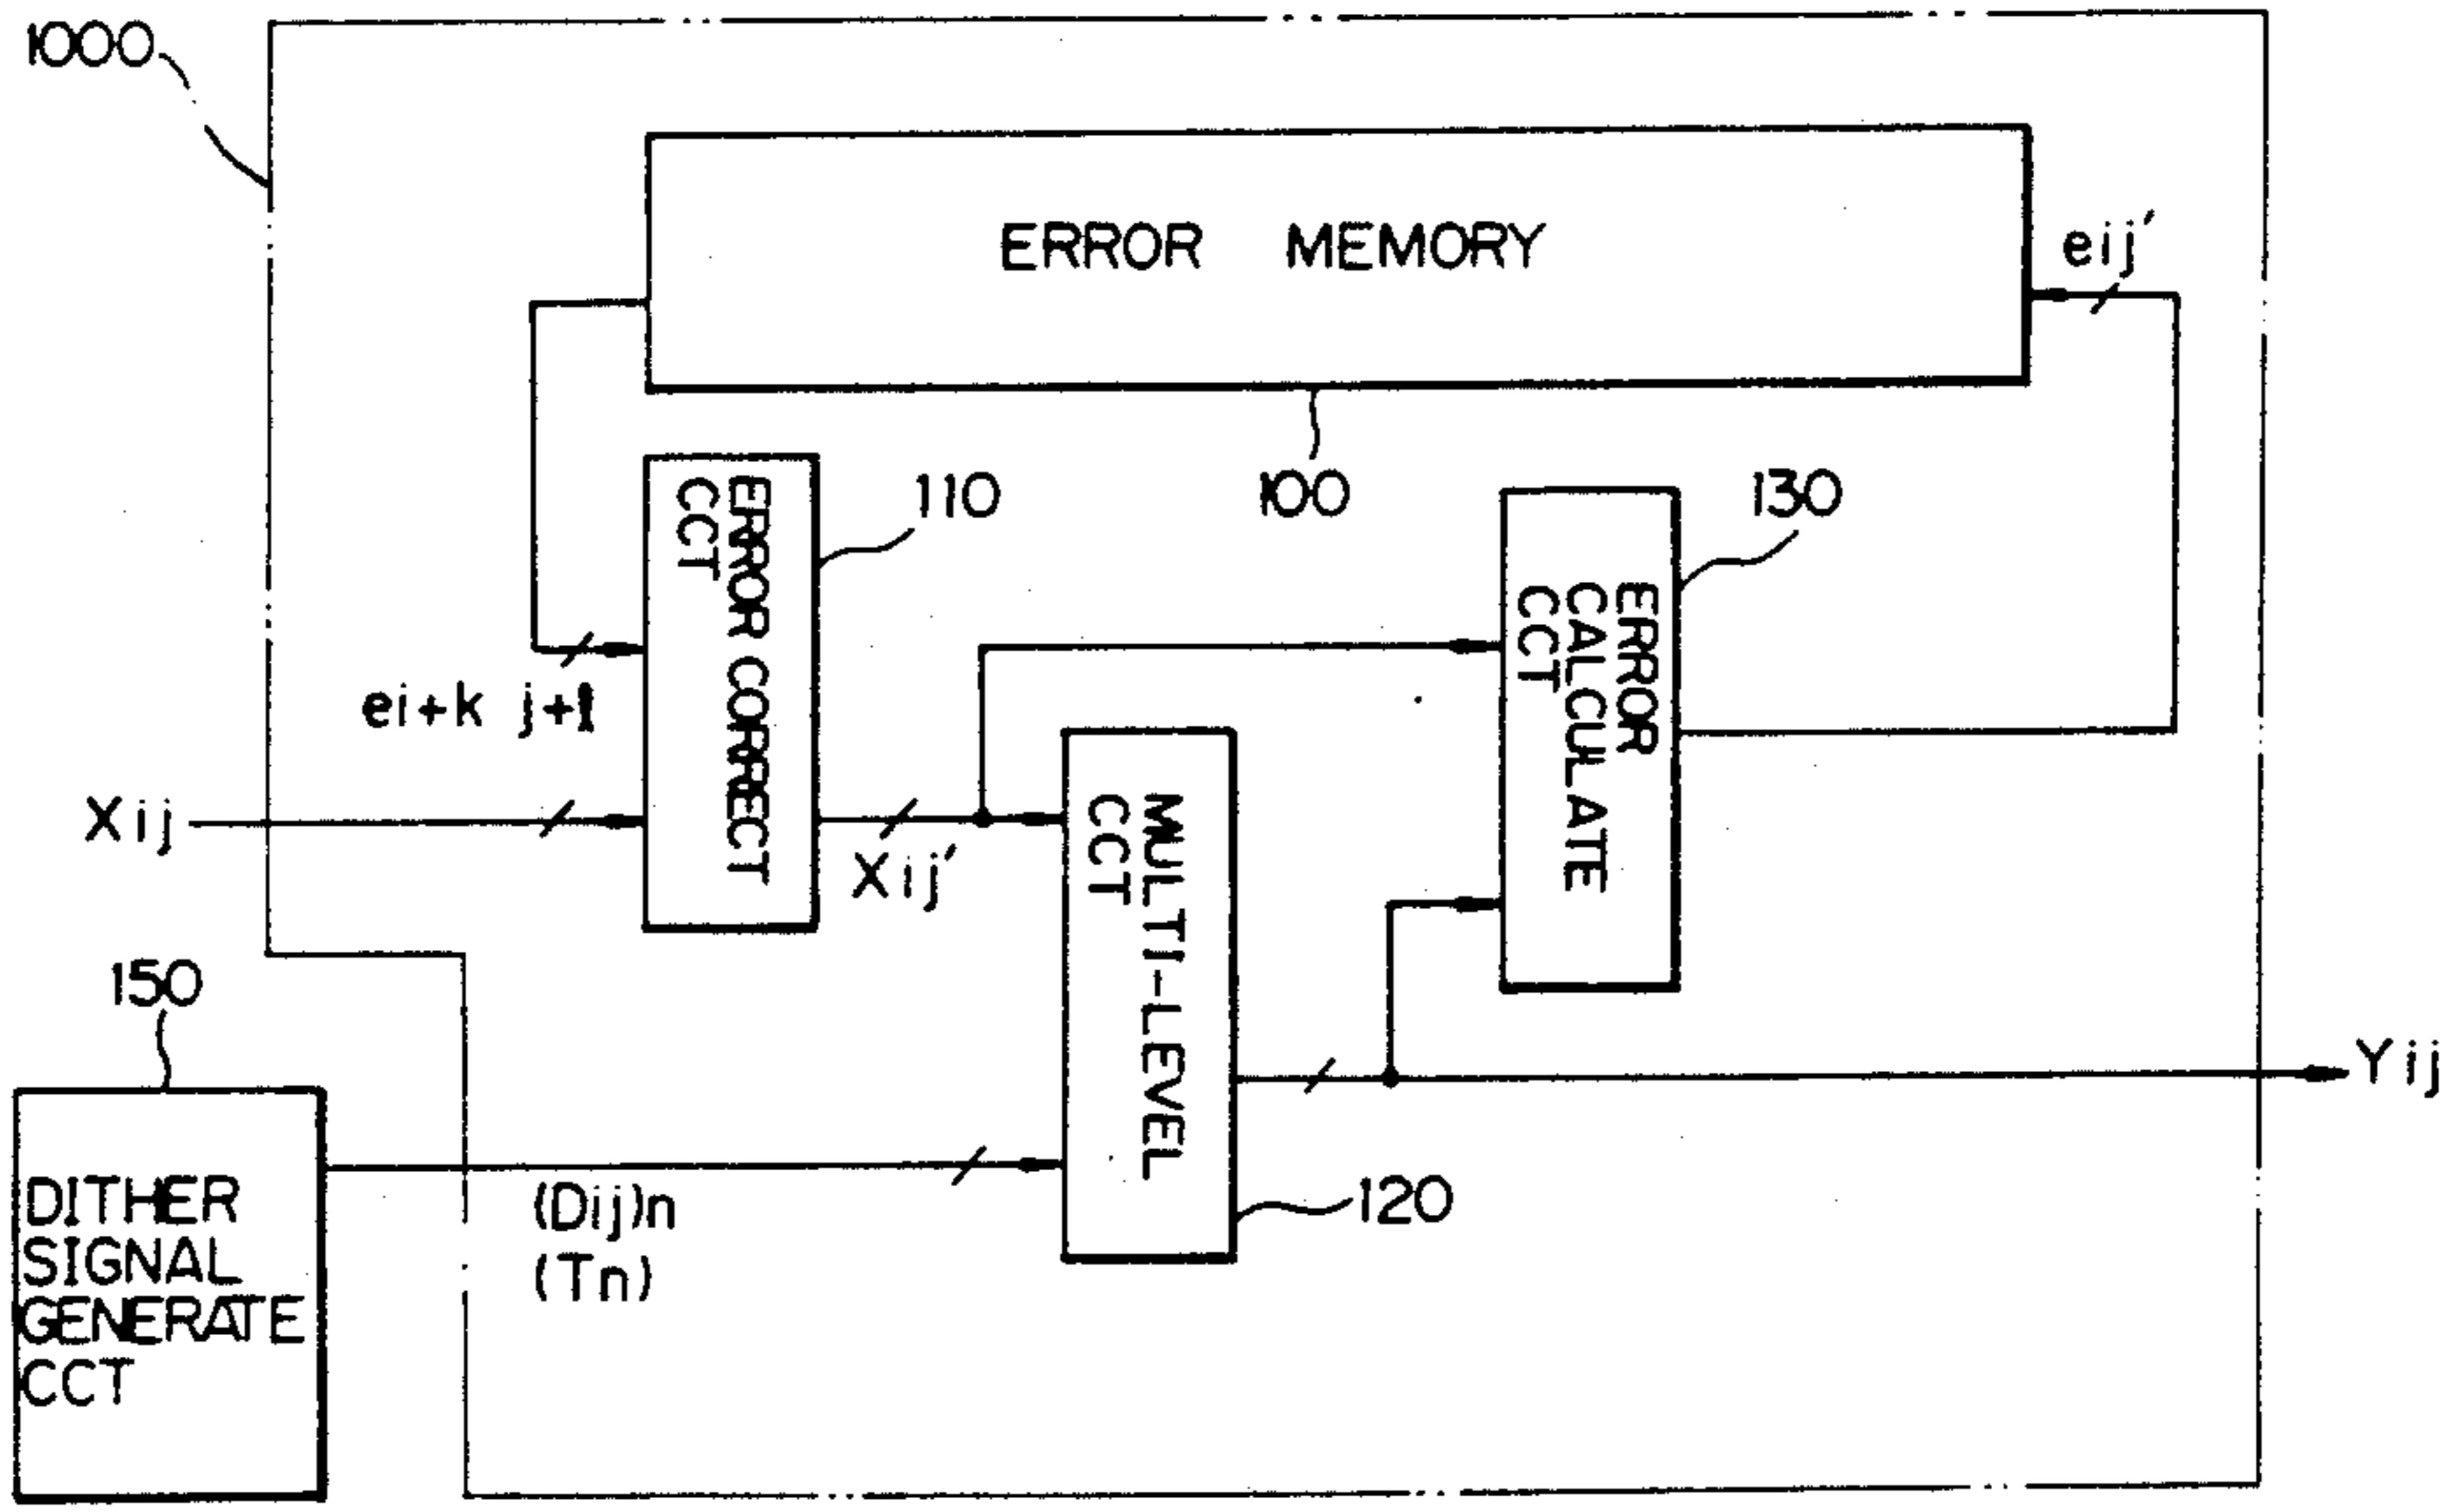 1000
ERROR MEMORY
eij′
100
110
130
ERROR CORRECT
CCT
ERROR
CALCULATE
CCT
ei+k j+l
Xij
Xij′
MULTI-LEVEL
CCT
150
Yij
DITHER
SIGNAL
GENERATE
CCT
(Dij)n
(Tn)
120